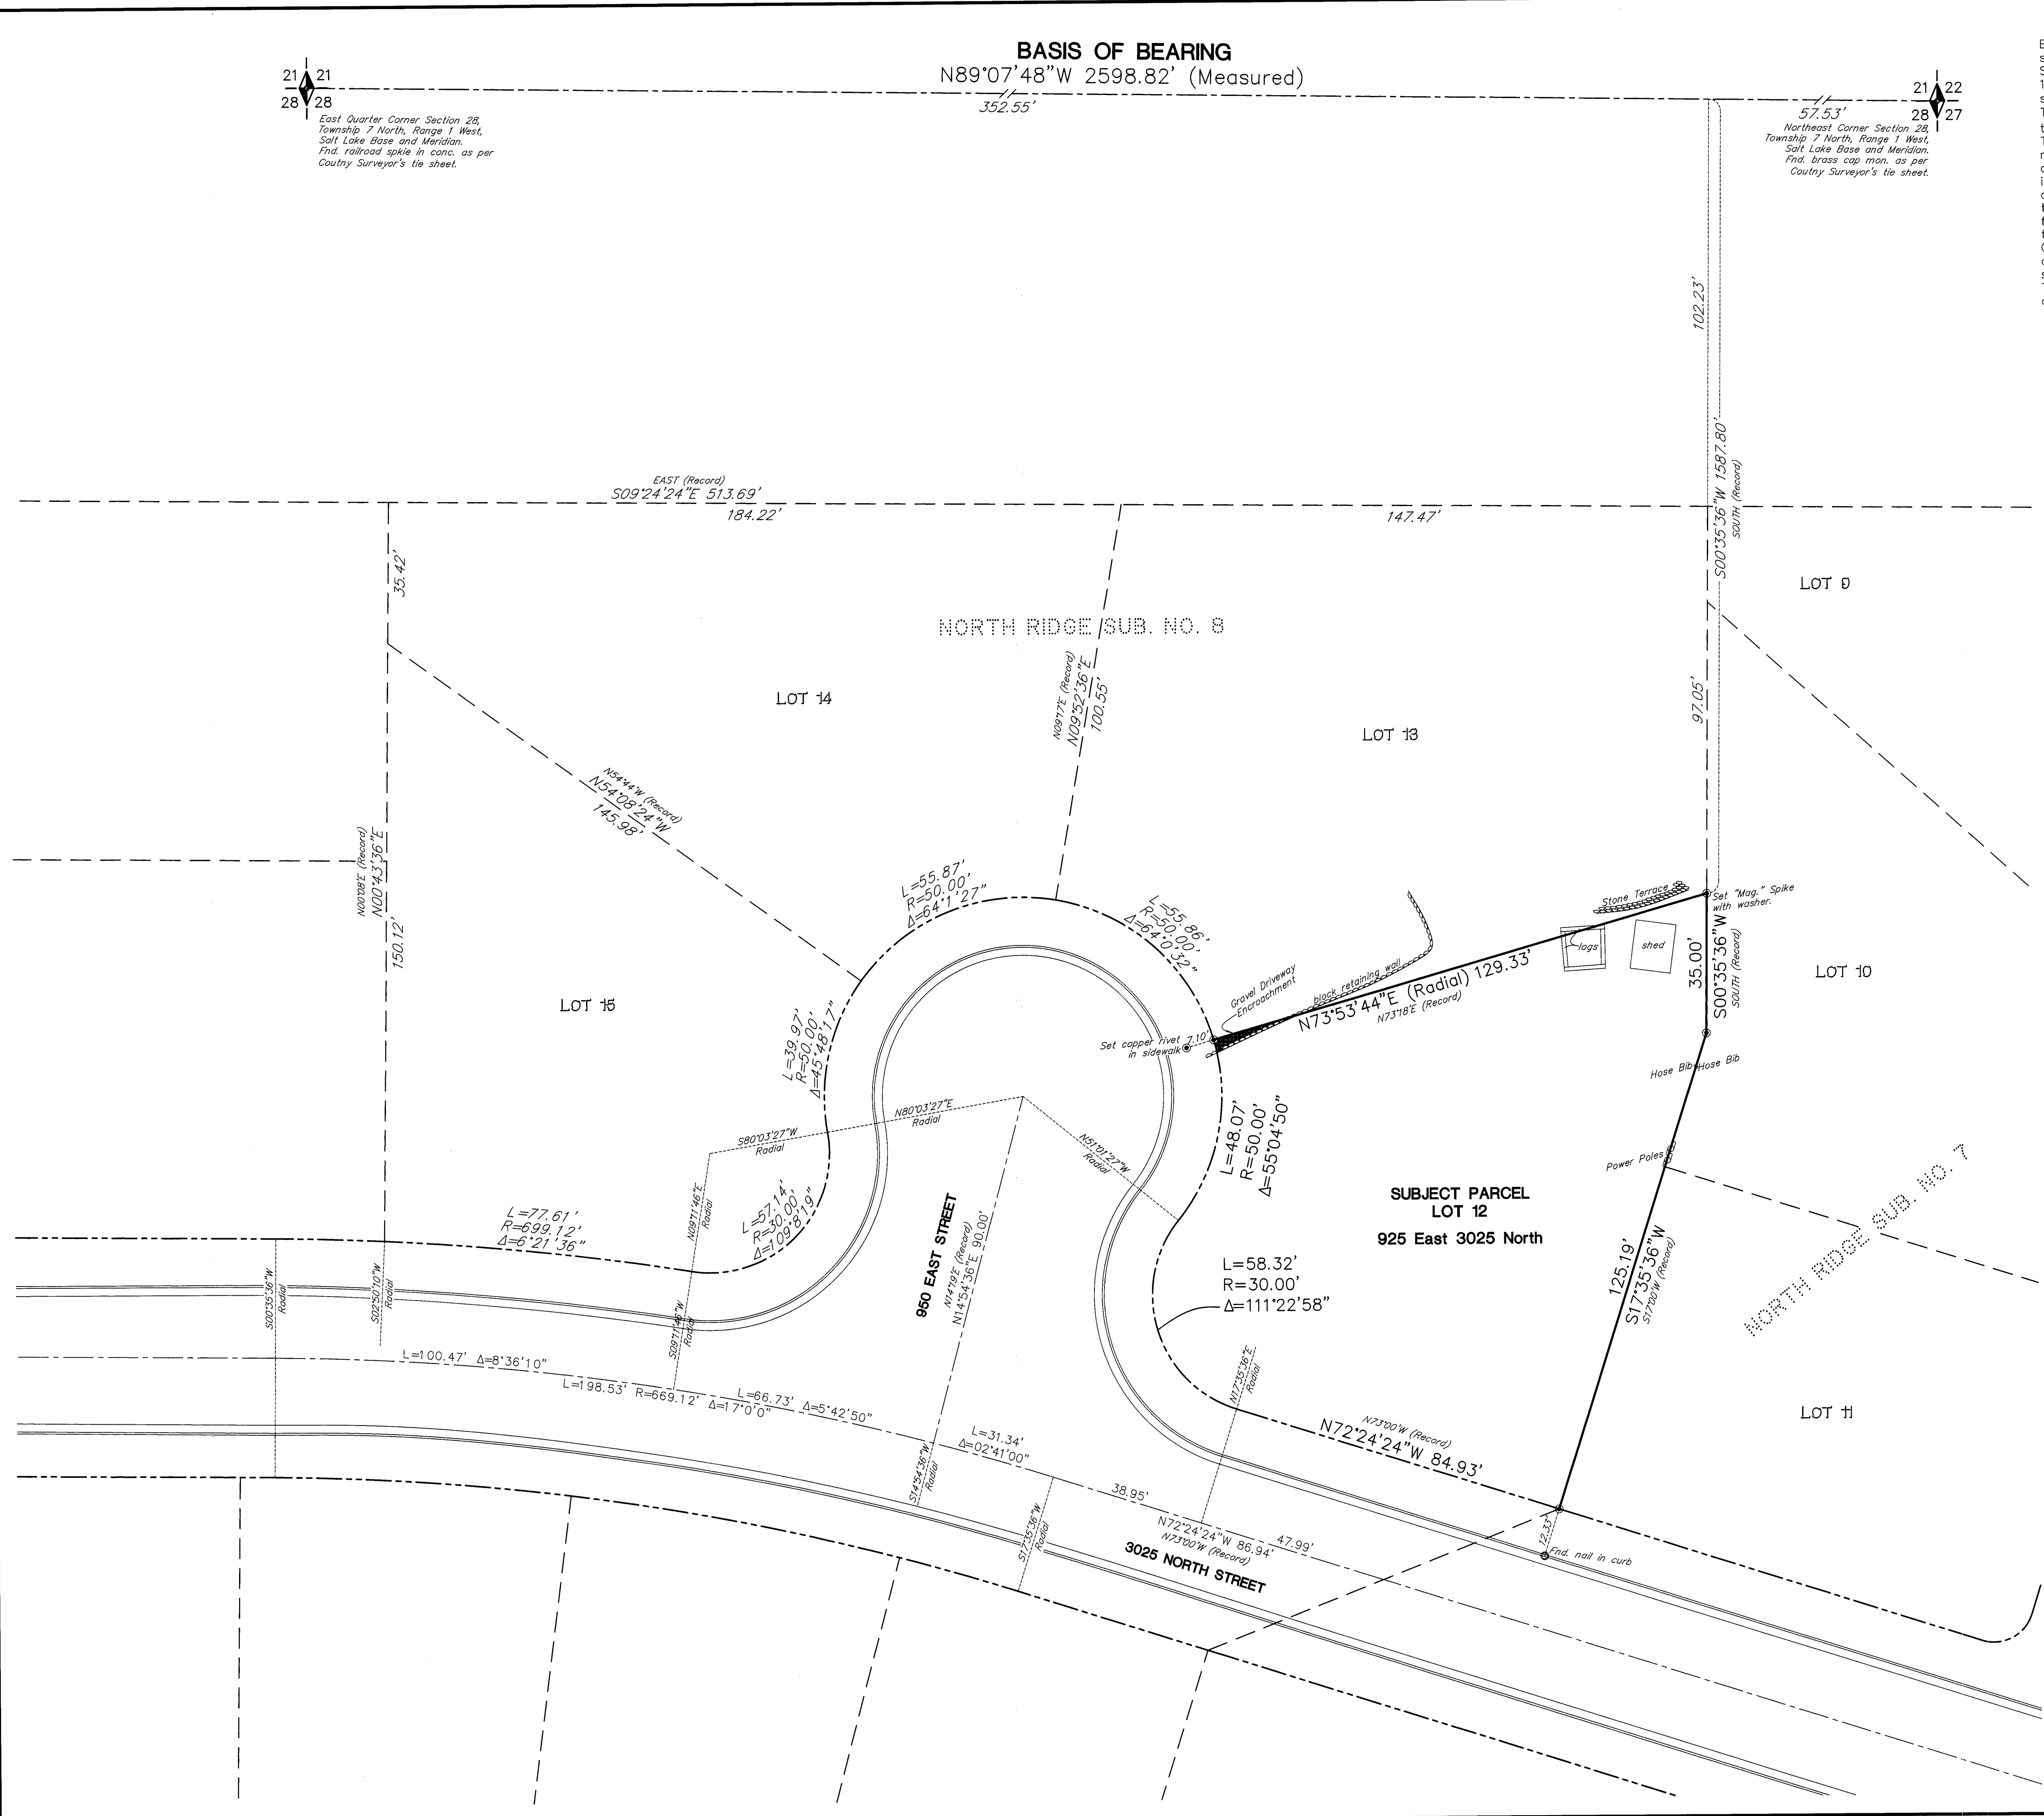 BASIS OF BEARING
N89°07'48"W 2598.82' (Measured)
352.55'
57.53'
21 21
28 28
East Quarter Corner Section 28,
Township 7 North, Range 1 West,
Salt Lake Base and Meridian.
Fnd. railroad spkie in conc. as per
Coutny Surveyor's tie sheet.
21 22
28 27
Northeast Corner Section 28,
Township 7 North, Range 1 West,
Salt Lake Base and Meridian.
Fnd. brass cap mon. as per
Coutny Surveyor's tie sheet.
102.23'
S00°35'36"W 1587.80'
SOUTH (Record)
EAST (Record)
S09°24'24"E 513.69'
184.22'
147.47'
35.42'
LOT 9
NORTH RIDGE SUB. NO. 8
97.05'
LOT 14
N09°17'E (Record)
N09°52'36"E
100.55'
LOT 13
N54°44'W (Record)
N54°08'24"W
145.98'
N00°08'E (Record)
N00°43'36"E
150.12'
L=55.87'
R=50.00'
Δ=64°1'27"
L=55.86'
R=50.00'
Δ=64°0'32"
Stone Terrace
Set "Mag." Spike
with washer.
logs
shed
35.00'
S00°35'36"W
SOUTH (Record)
LOT 10
Gravel Driveway
Encroachment
block retaining wall
N73°53'44"E (Radial) 129.33'
N73°18'E (Record)
LOT 15
L=39.97'
R=50.00'
Δ=45°48'17"
Set copper rivet
in sidewalk
7.10'
Hose Bib
Hose Bib
N80°03'27"E
Radial
S80°03'27"W
Radial
N51°01'27"W
Radial
L=48.07'
R=50.00'
Δ=55°04'50"
Power Poles
NORTH RIDGE SUB. NO. 7
SUBJECT PARCEL
LOT 12
925 East 3025 North
L=77.61'
R=699.12'
Δ=6°21'36"
N09°11'46"E
Radial
L=57.14'
R=30.00'
Δ=109°8'19"
950 EAST STREET
N14°19'E (Record)
N14°54'36"E 90.00'
L=58.32'
R=30.00'
Δ=111°22'58"
125.19'
S17°35'36"W
S17°00'W (Record)
S00°35'36"W
Radial
S02°50'10"W
Radial
S09°11'46"W
Radial
L=100.47' Δ=8°36'10"
L=198.53' R=669.12' Δ=17°0'0"
L=66.73' Δ=5°42'50"
N17°35'36"E
Radial
LOT 11
N73°00'W (Record)
N72°24'24"W 84.93'
L=31.34'
Δ=02°41'00"
S14°54'36"W
Radial
38.95'
S17°35'36"W
Radial
N72°24'24"W 86.94'
N73°00'W (Record)
47.99'
3025 NORTH STREET
12.33'
Fnd. nail in curb